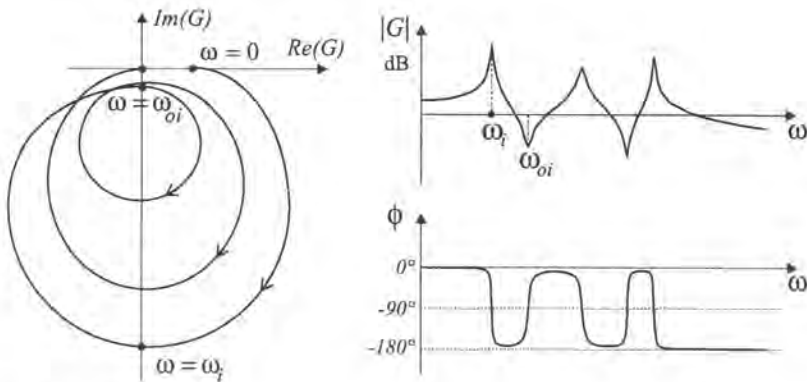 Im(G)
ω = 0
Re(G)
ω = ω_oi
ω = ω_i
|G|
dB
ω_i
ω_oi
ω
ϕ
0°
-90°
-180°
ω